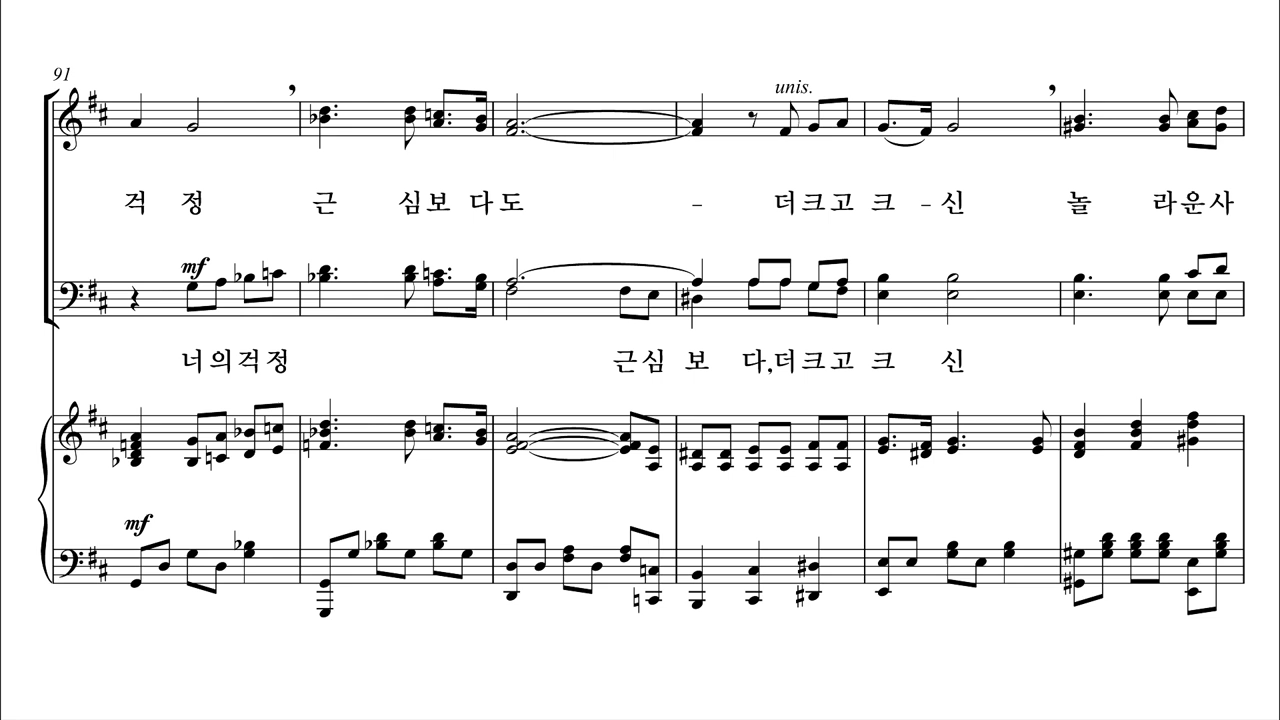 91
unis.
걱 정 근 심 보 다 도 - 더 크 고 크 - 신 놀 라 운 사
mf
너 의 걱 정 근 심 보 다, 더 크 고 크 신
mf